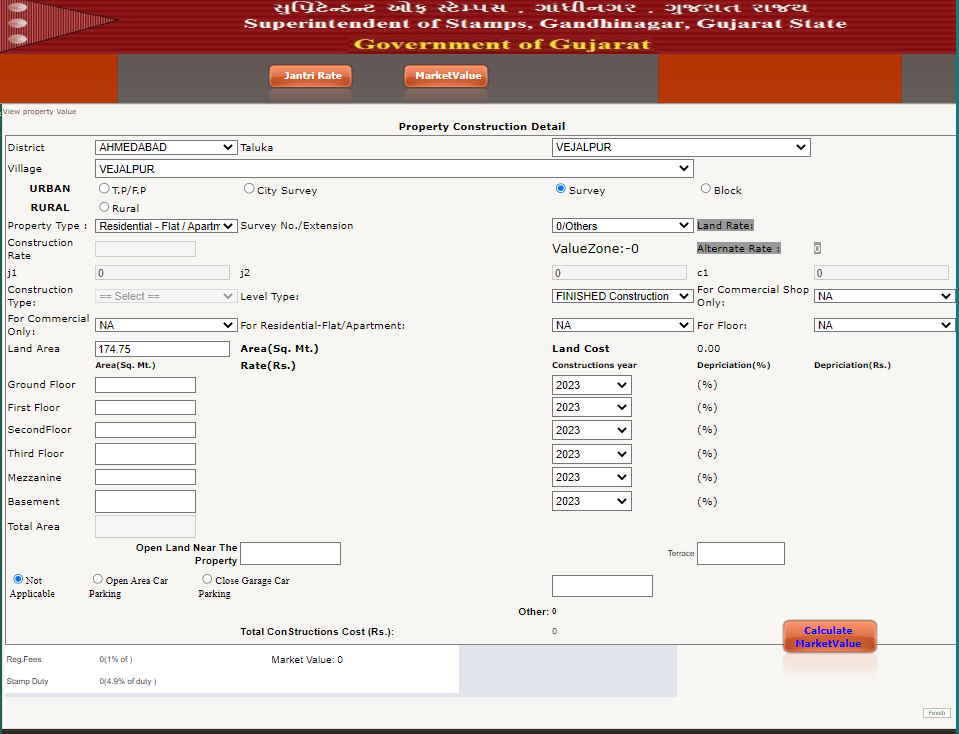 સુપ્રિટેન્ડેન્ટ ઓફ સ્ટેમ્પસ , ગાંધીનગર , ગુજરાત રાજ્ય
Superintendent of Stamps, Gandhinagar, Gujarat State
Government of Gujarat
Jantri Rate MarketValue
View property Value
Property Construction Detail
District AHMEDABAD Taluka VEJALPUR
Village VEJALPUR
URBAN T.P/F.P City Survey Survey Block
RURAL Rural
Property Type : Residential - Flat / Apartm Survey No./Extension 0/Others Land Rate:
Construction Rate ValueZone:-0 Alternate Rate : 0
j1 0 j2 0 c1 0
Construction Type: == Select == Level Type: FINISHED Construction For Commercial Shop Only: NA
For Commercial Only: NA For Residential-Flat/Apartment: NA For Floor: NA
Land Area 174.75 Area(Sq. Mt.) Land Cost 0.00
Area(Sq. Mt.) Rate(Rs.) Constructions year Depriciation(%) Depriciation(Rs.)
Ground Floor 2023 (%)
First Floor 2023 (%)
SecondFloor 2023 (%)
Third Floor 2023 (%)
Mezzanine 2023 (%)
Basement 2023 (%)
Total Area
Open Land Near The Property Terrace
Not Applicable Open Area Car Parking Close Garage Car Parking
Other: 0
Total ConStructions Cost (Rs.): 0 Calculate MarketValue
Reg.Fees 0(1% of ) Market Value: 0
Stamp Duty 0(4.9% of duty )
Finish